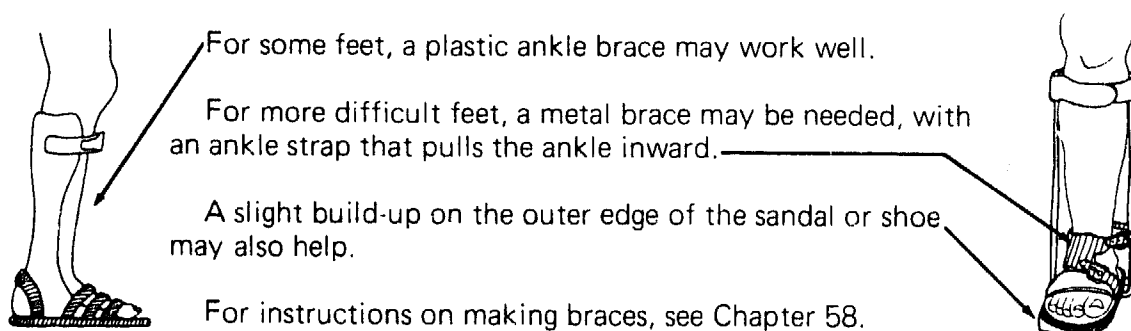 For some feet, a plastic ankle brace may work well.
For more difficult feet, a metal brace may be needed, with
an ankle strap that pulls the ankle inward.
A slight build-up on the outer edge of the sandal or shoe
may also help.
For instructions on making braces, see Chapter 58.